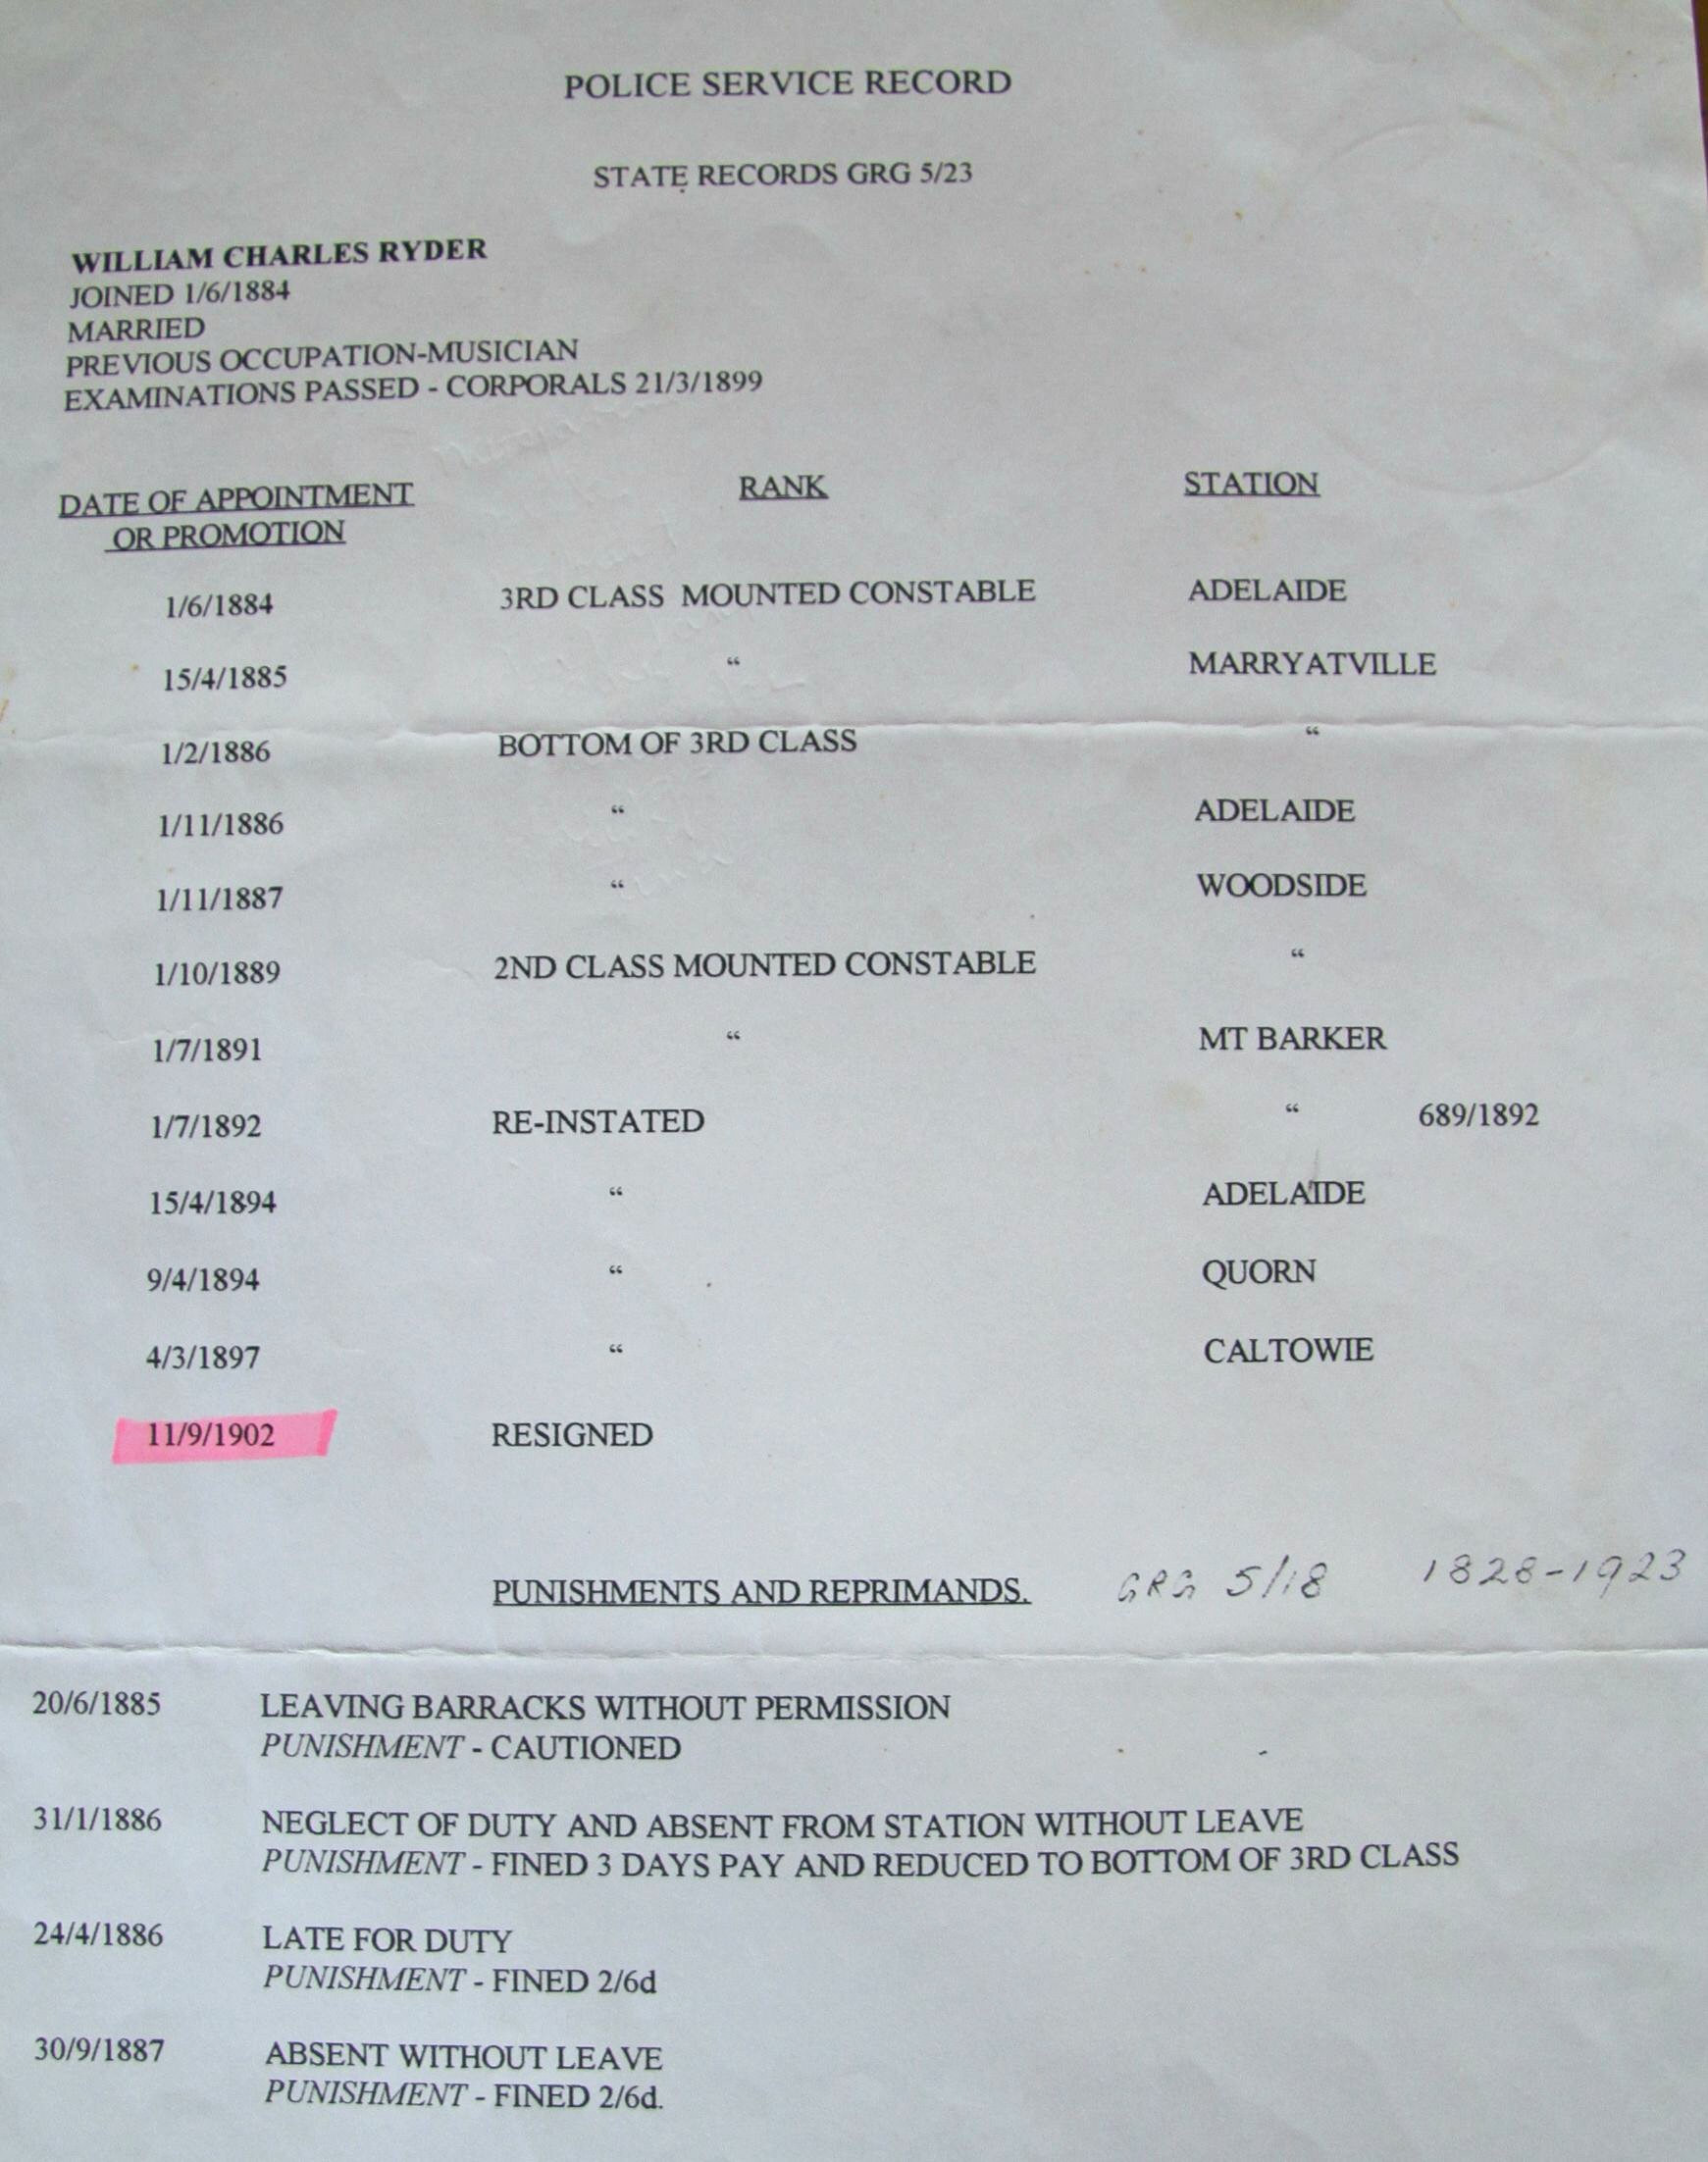 POLICE SERVICE RECORD
STATE RECORDS GRG 5/23
WILLIAM CHARLES RYDER
JOINED 1/6/1884
MARRIED
PREVIOUS OCCUPATION-MUSICIAN
EXAMINATIONS PASSED - CORPORALS 21/3/1899
DATE OF APPOINTMENT RANK STATION
OR PROMOTION
1/6/1884 3RD CLASS MOUNTED CONSTABLE ADELAIDE
15/4/1885 “ MARRYATVILLE
1/2/1886 BOTTOM OF 3RD CLASS “
1/11/1886 “ ADELAIDE
1/11/1887 “ WOODSIDE
1/10/1889 2ND CLASS MOUNTED CONSTABLE “
1/7/1891 “ MT BARKER
1/7/1892 RE-INSTATED “ 689/1892
15/4/1894 “ ADELAIDE
9/4/1894 “ QUORN
4/3/1897 “ CALTOWIE
11/9/1902 RESIGNED
PUNISHMENTS AND REPRIMANDS. GRG 5/18 1828-1923
20/6/1885 LEAVING BARRACKS WITHOUT PERMISSION
PUNISHMENT - CAUTIONED
31/1/1886 NEGLECT OF DUTY AND ABSENT FROM STATION WITHOUT LEAVE
PUNISHMENT - FINED 3 DAYS PAY AND REDUCED TO BOTTOM OF 3RD CLASS
24/4/1886 LATE FOR DUTY
PUNISHMENT - FINED 2/6d
30/9/1887 ABSENT WITHOUT LEAVE
PUNISHMENT - FINED 2/6d.